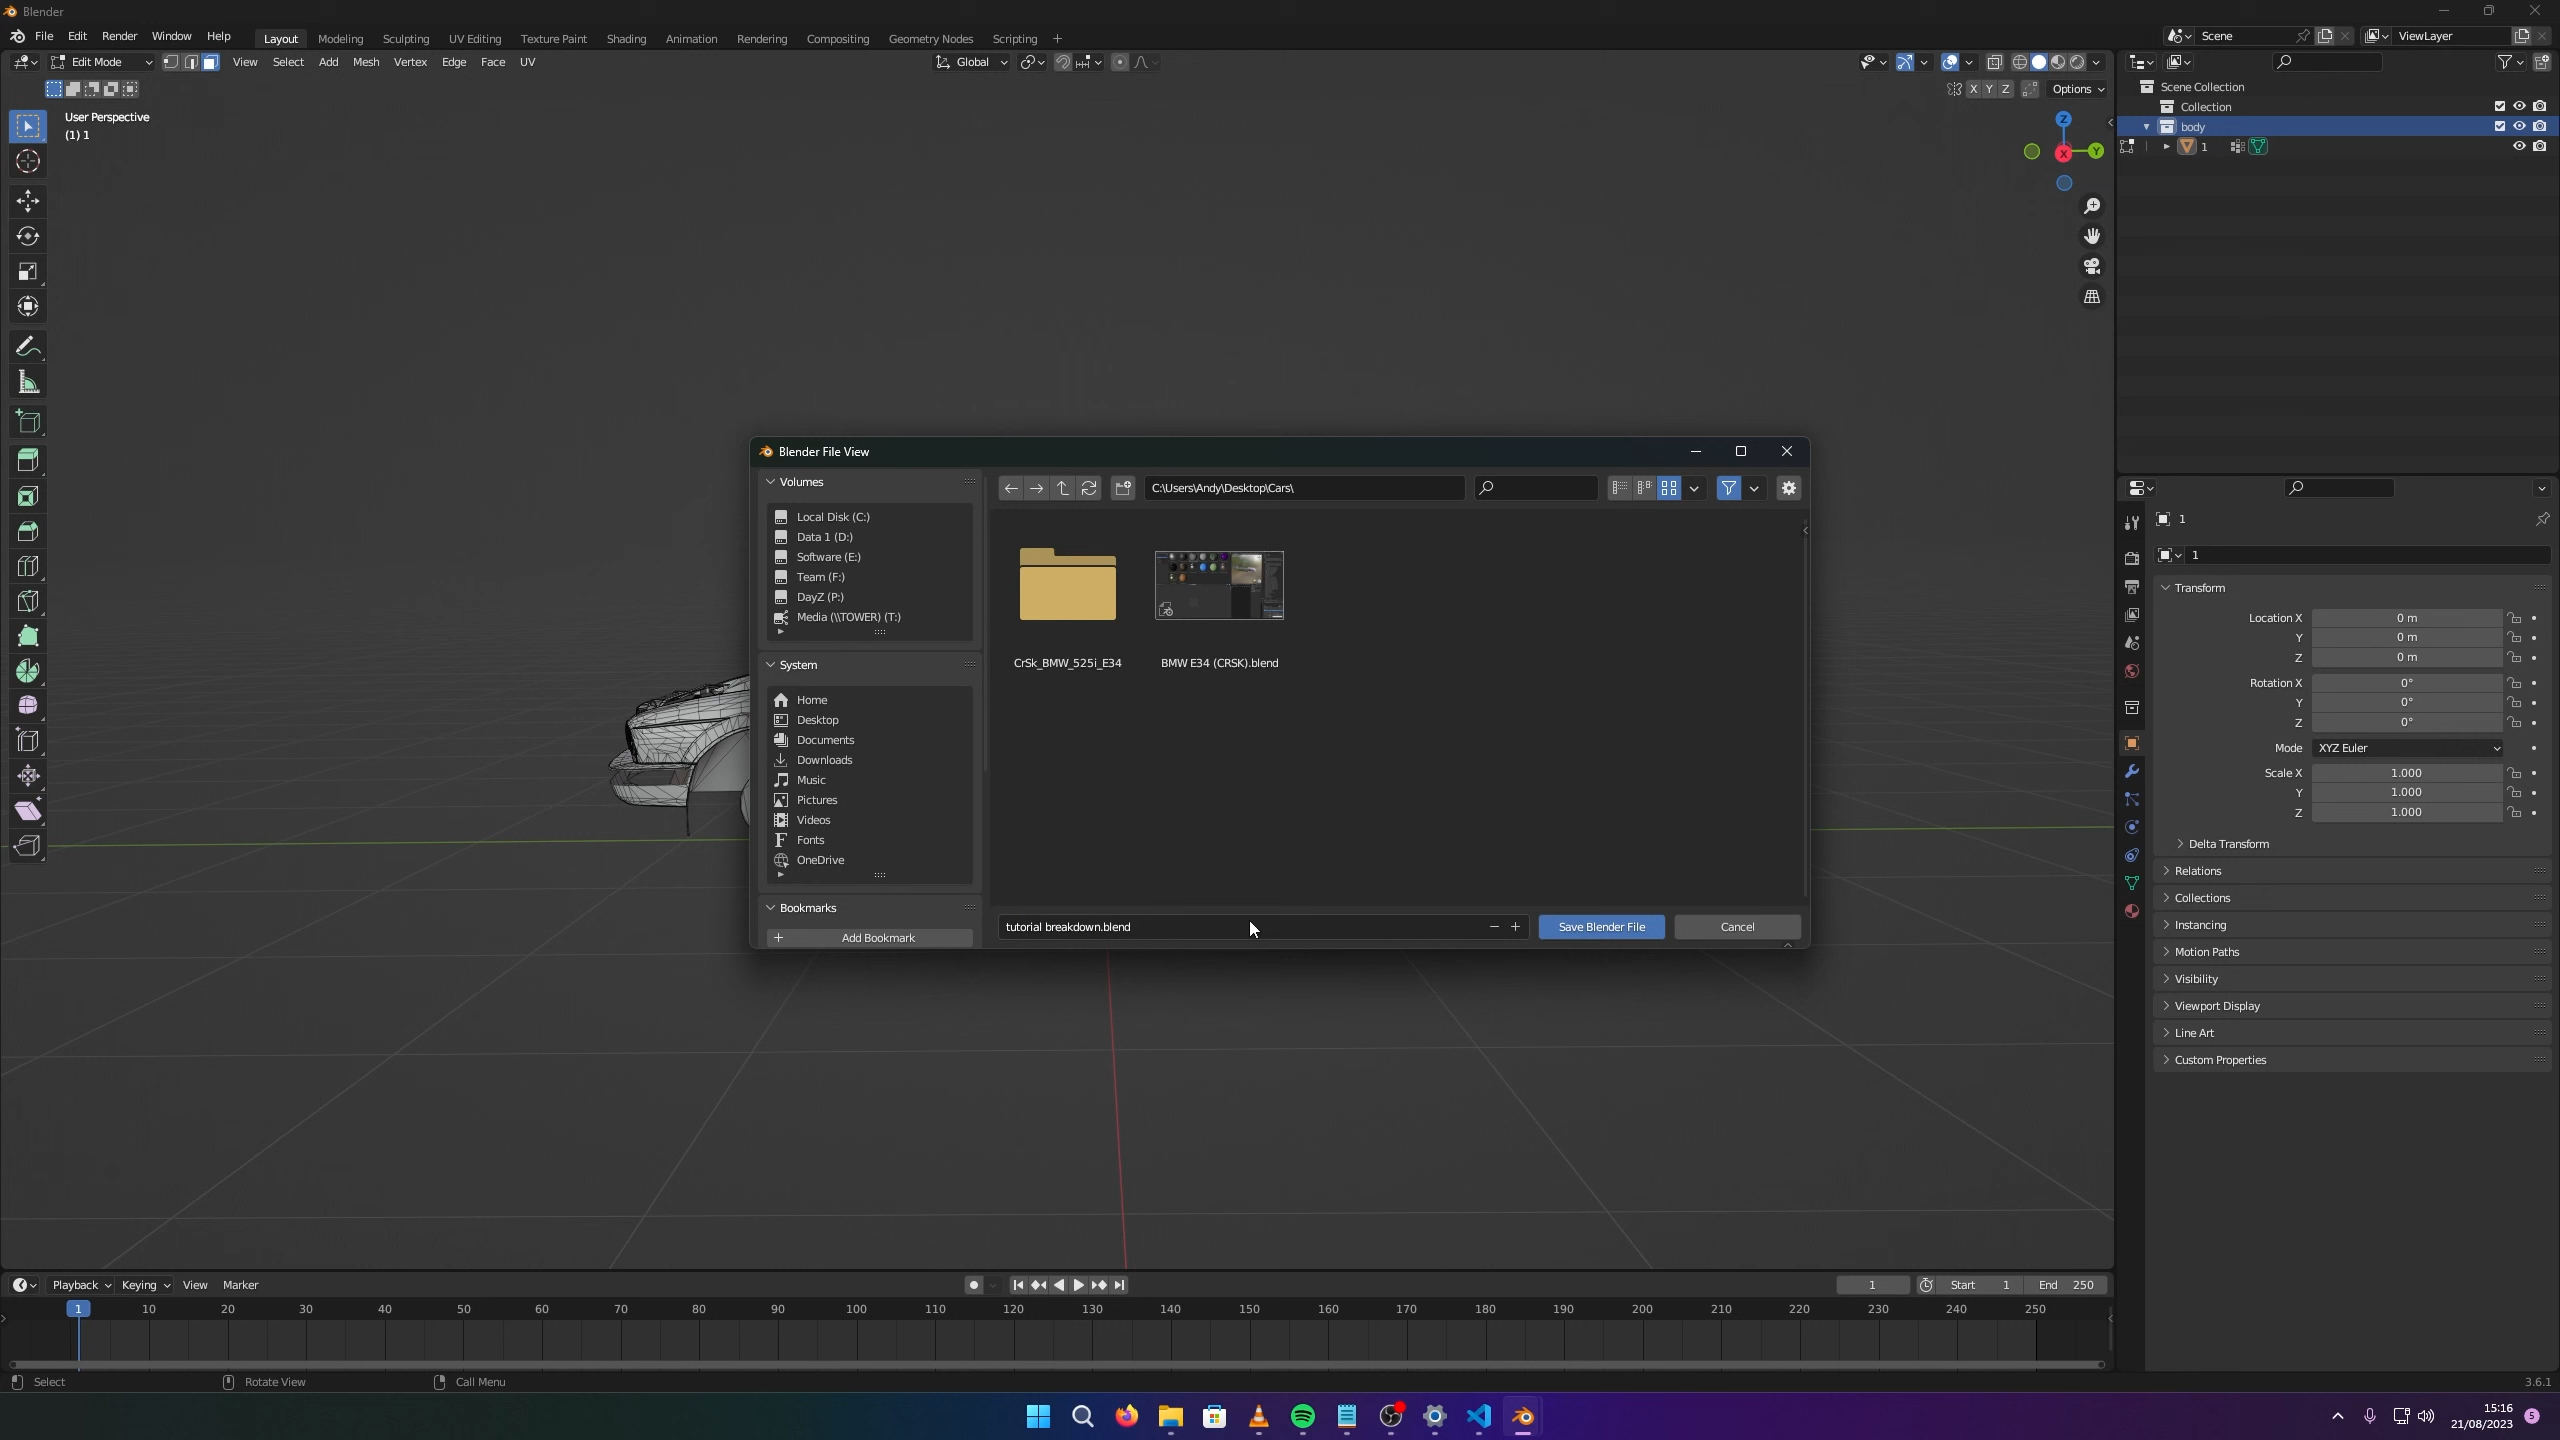 Blender
File Edit Render Window Help Layout Modeling Sculpting UV Editing Texture Paint Shading Animation Rendering Compositing Geometry Nodes Scripting + Scene ViewLayer
Edit Mode View Select Add Mesh Vertex Edge Face UV Global
X Y Z Options
User Perspective
(1) 1
Z
Y
X
Scene Collection
Collection
body
1
Blender File View
Volumes
Local Disk (C:)
Data 1 (D:)
Software (E:)
Team (F:)
DayZ (P:)
Media (\\TOWER) (T:)
System
Home
Desktop
Documents
Downloads
Music
Pictures
Videos
Fonts
OneDrive
Bookmarks
Add Bookmark
C:\Users\Andy\Desktop\Cars\
CrSk_BMW_525i_E34 BMW E34 (CRSK).blend
tutorial breakdown.blend Save Blender File Cancel
1
1
Transform
Location X 0 m
Y 0 m
Z 0 m
Rotation X 0°
Y 0°
Z 0°
Mode XYZ Euler
Scale X 1.000
Y 1.000
Z 1.000
Delta Transform
Relations
Collections
Instancing
Motion Paths
Visibility
Viewport Display
Line Art
Custom Properties
Playback Keying View Marker 1 Start 1 End 250
1 10 20 30 40 50 60 70 80 90 100 110 120 130 140 150 160 170 180 190 200 210 220 230 240 250
Select Rotate View Call Menu 3.6.1
15:16
21/08/2023
5